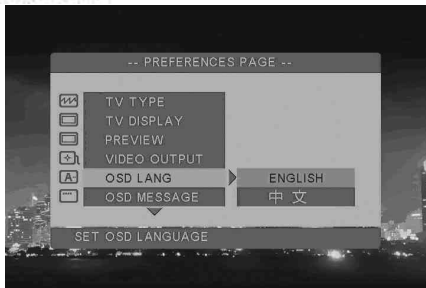 -- PREFERENCES PAGE --
TV TYPE
TV DISPLAY
PREVIEW
VIDEO OUTPUT
OSD LANG ENGLISH
OSD MESSAGE 中文
SET OSD LANGUAGE